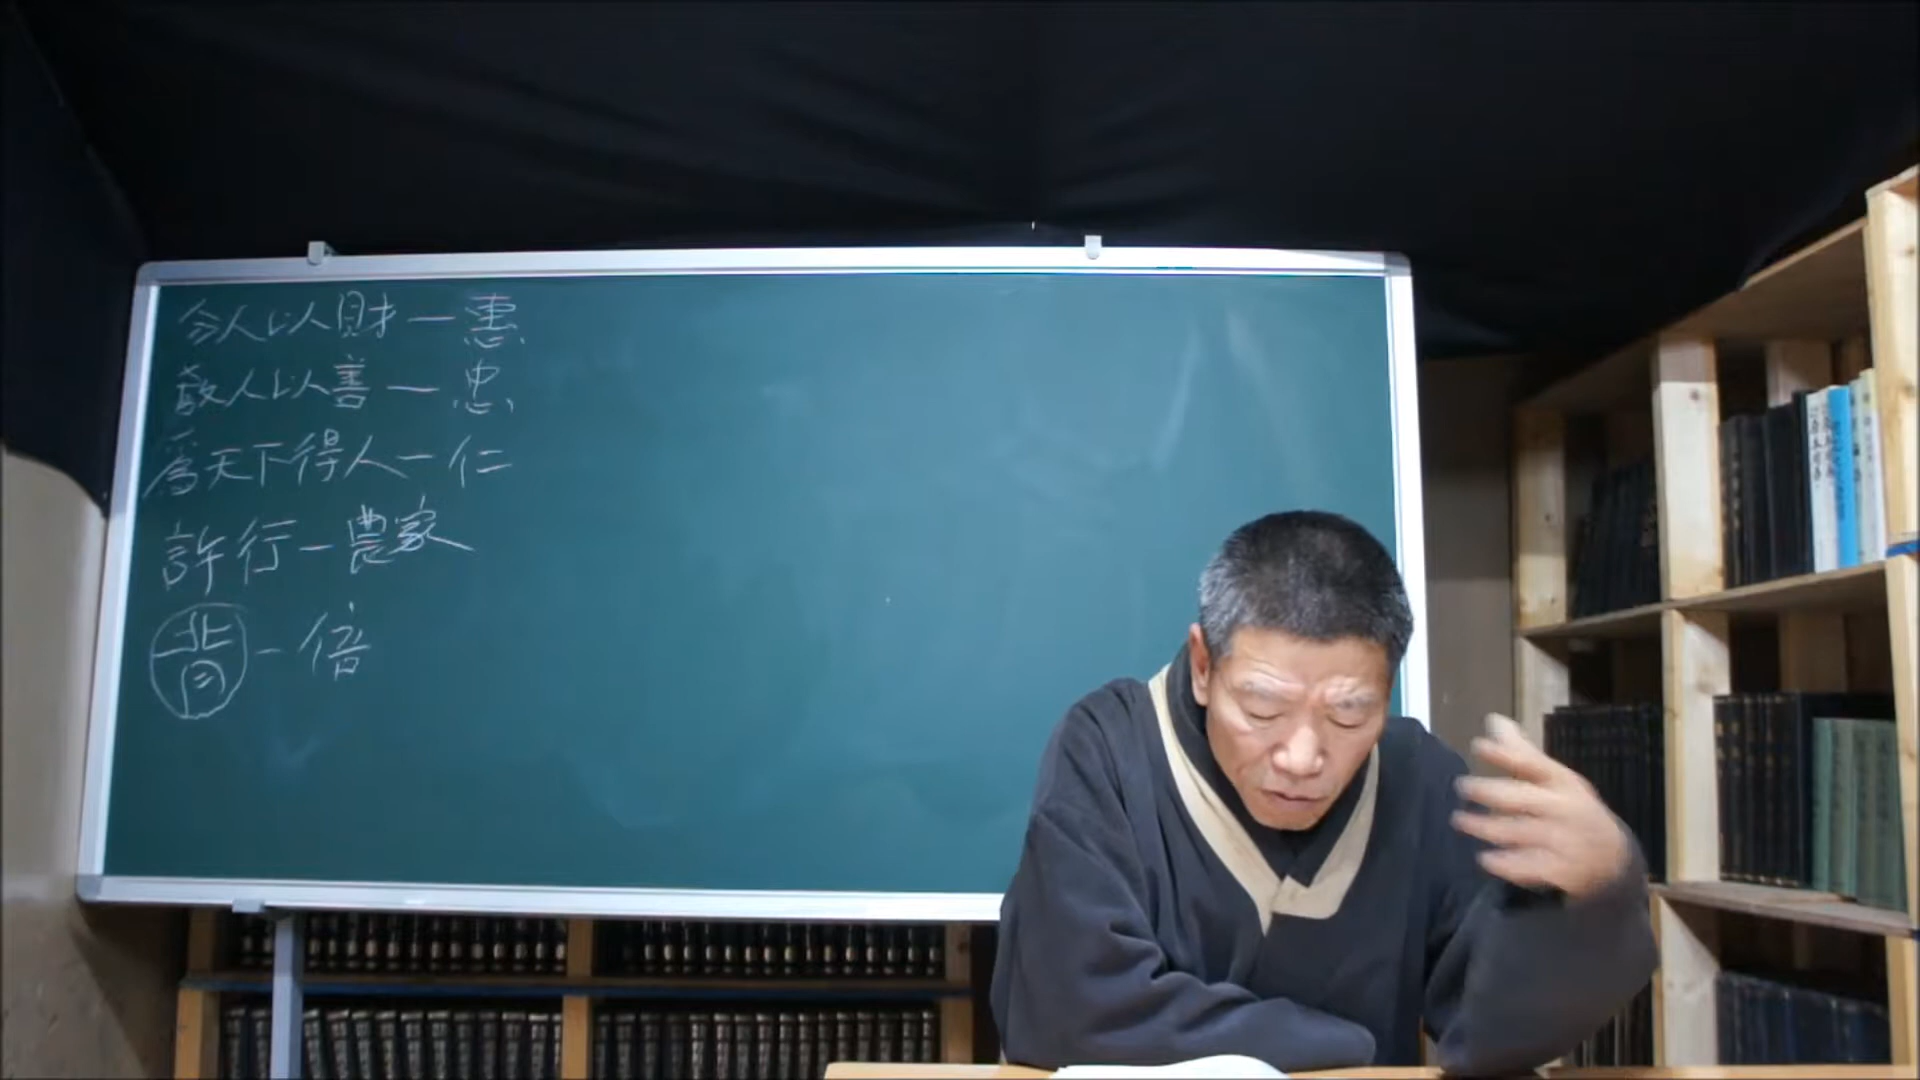 分人以人財一惠
敎人以善一忠
爲天下得人一仁
許行一農家
背一倍